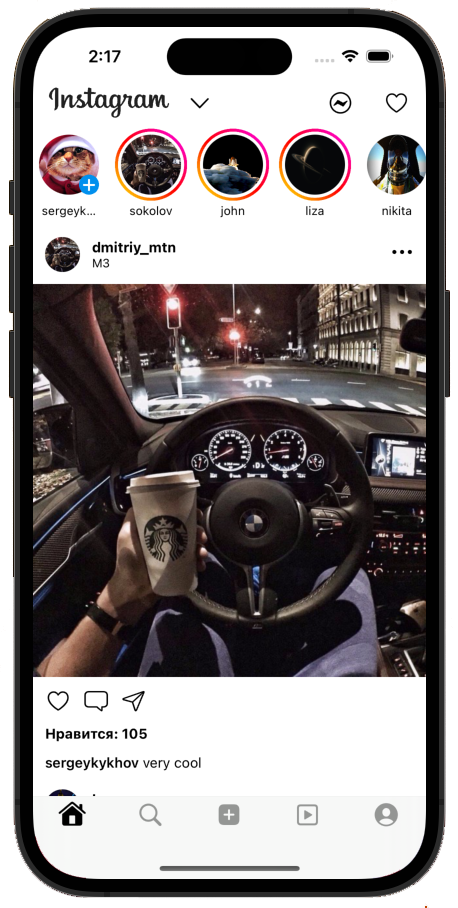 2:17
Instagram
sergeyk...
sokolov
john
liza
nikita
dmitriy_mtn
M3
Нравится: 105
sergeykykhov very cool